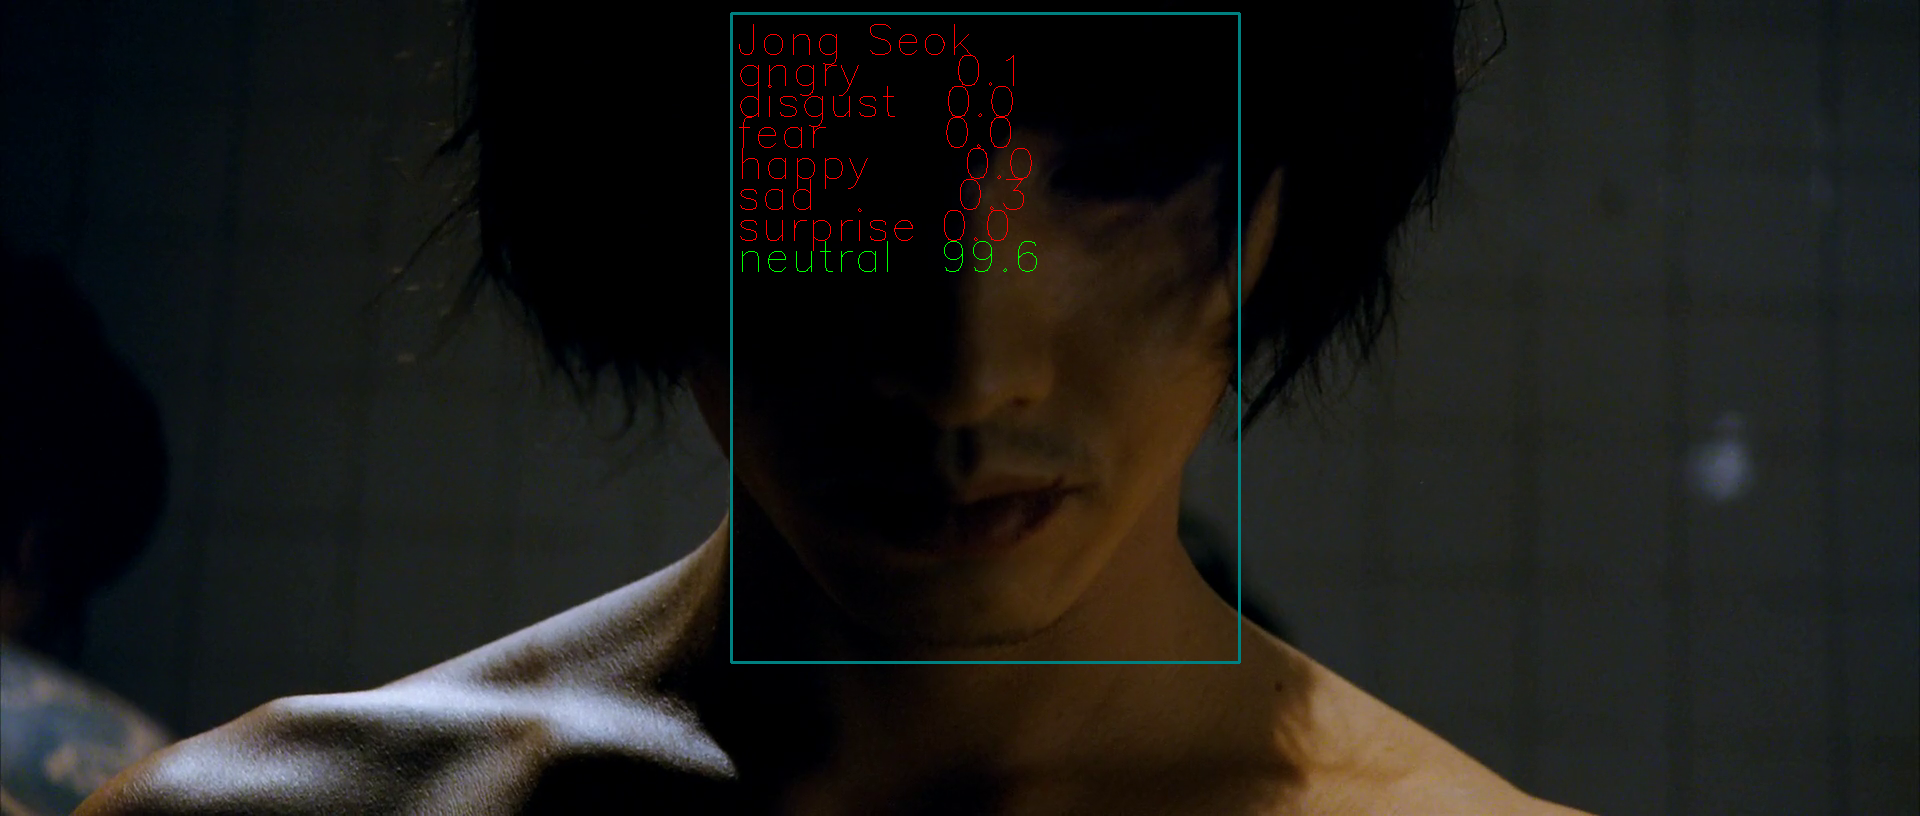 Jong Seok
angry 0.1
disgust 0.0
fear 0.0
happy 0.0
sad 0.3
surprise 0.0
neutral 99.6